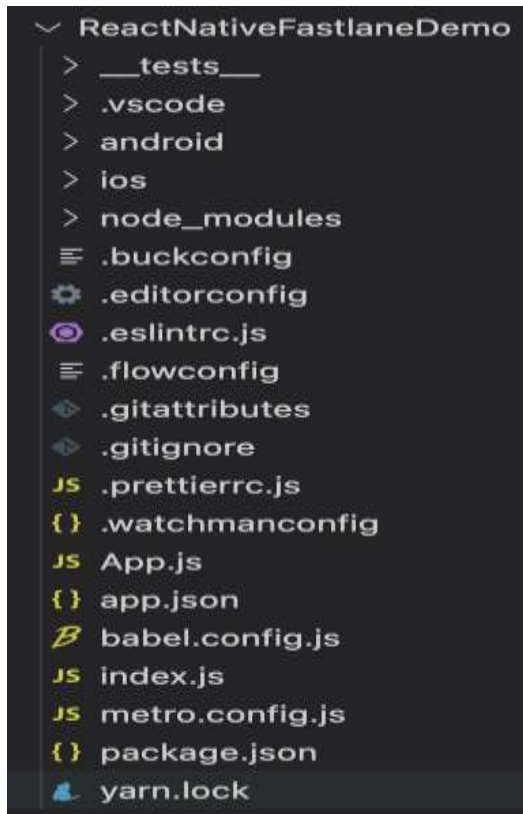 ReactNativeFastlaneDemo
__tests__
.vscode
android
ios
node_modules
.buckconfig
.editorconfig
.eslintrc.js
.flowconfig
.gitattributes
.gitignore
JS .prettierrc.js
{ } .watchmanconfig
JS App.js
{ } app.json
B babel.config.js
JS index.js
JS metro.config.js
{ } package.json
yarn.lock